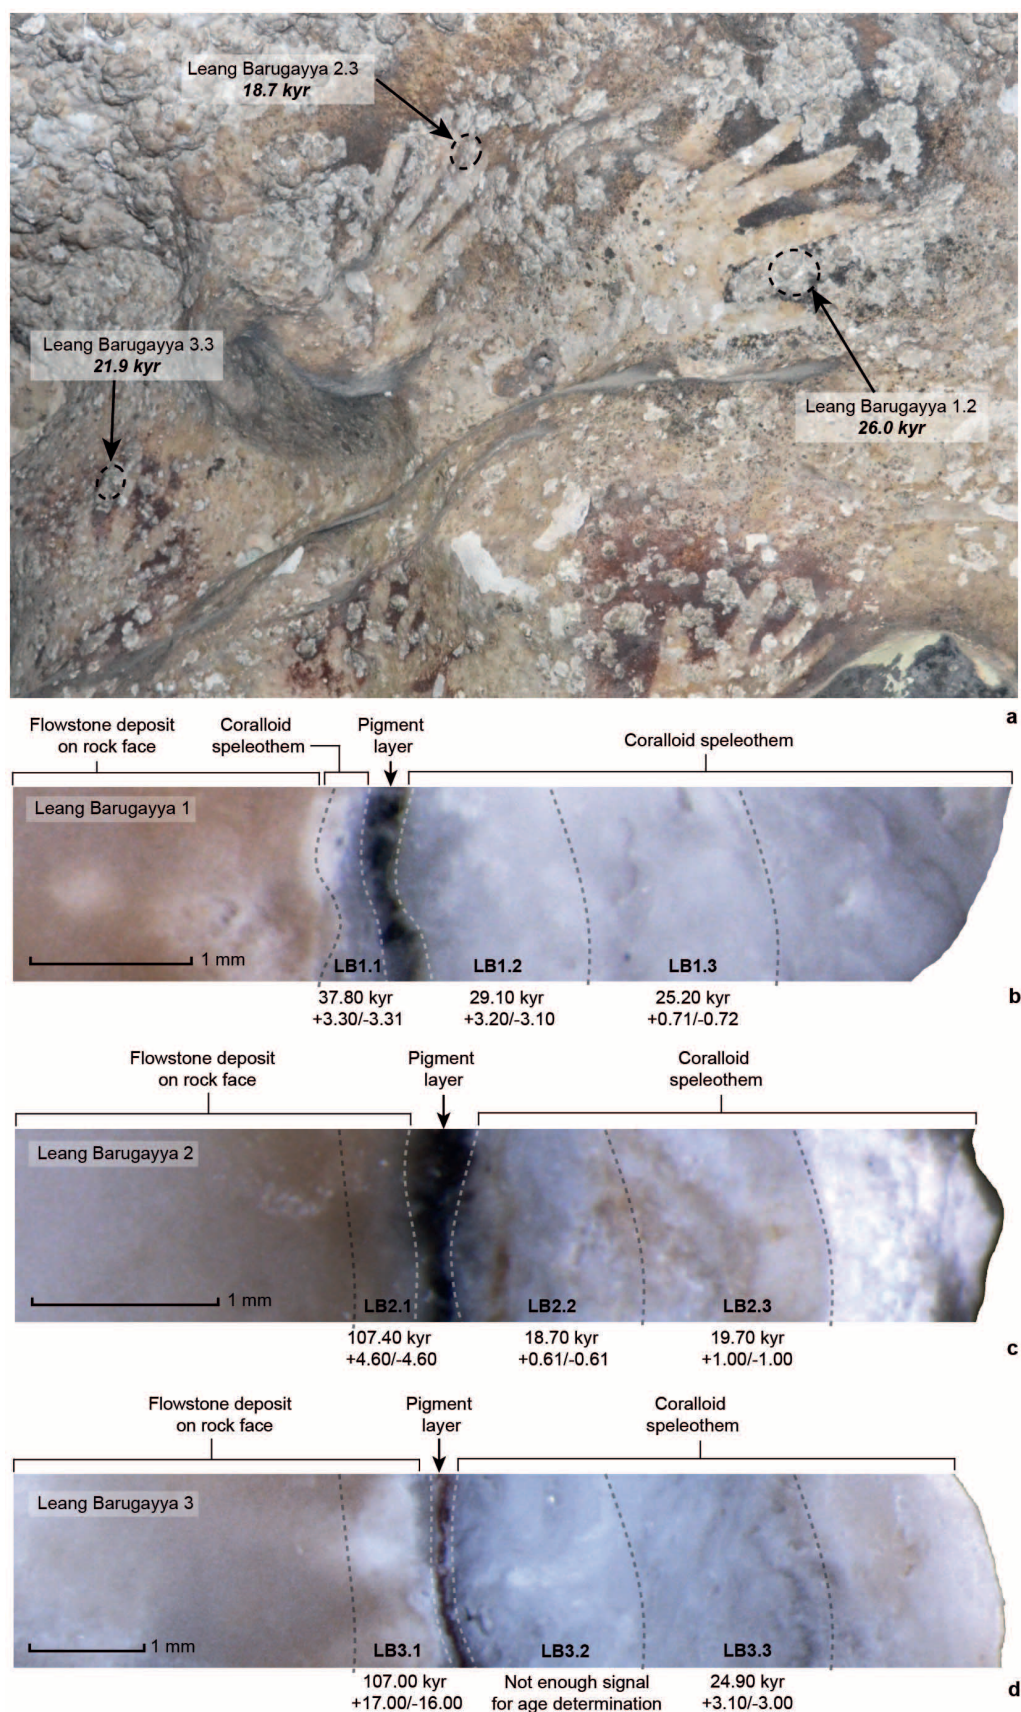 Leang Barugayya 2.3
18.7 kyr
Leang Barugayya 3.3
21.9 kyr
Leang Barugayya 1.2
26.0 kyr
a
Flowstone deposit
on rock face
Coralloid
speleothem
Pigment
layer
Coralloid speleothem
Leang Barugayya 1
1 mm
LB1.1
LB1.2
LB1.3
37.80 kyr
+3.30/-3.31
29.10 kyr
+3.20/-3.10
25.20 kyr
+0.71/-0.72
b
Flowstone deposit
on rock face
Pigment
layer
Coralloid
speleothem
Leang Barugayya 2
1 mm
LB2.1
LB2.2
LB2.3
107.40 kyr
+4.60/-4.60
18.70 kyr
+0.61/-0.61
19.70 kyr
+1.00/-1.00
c
Flowstone deposit
on rock face
Pigment
layer
Coralloid
speleothem
Leang Barugayya 3
1 mm
LB3.1
LB3.2
LB3.3
107.00 kyr
+17.00/-16.00
Not enough signal
for age determination
24.90 kyr
+3.10/-3.00
d